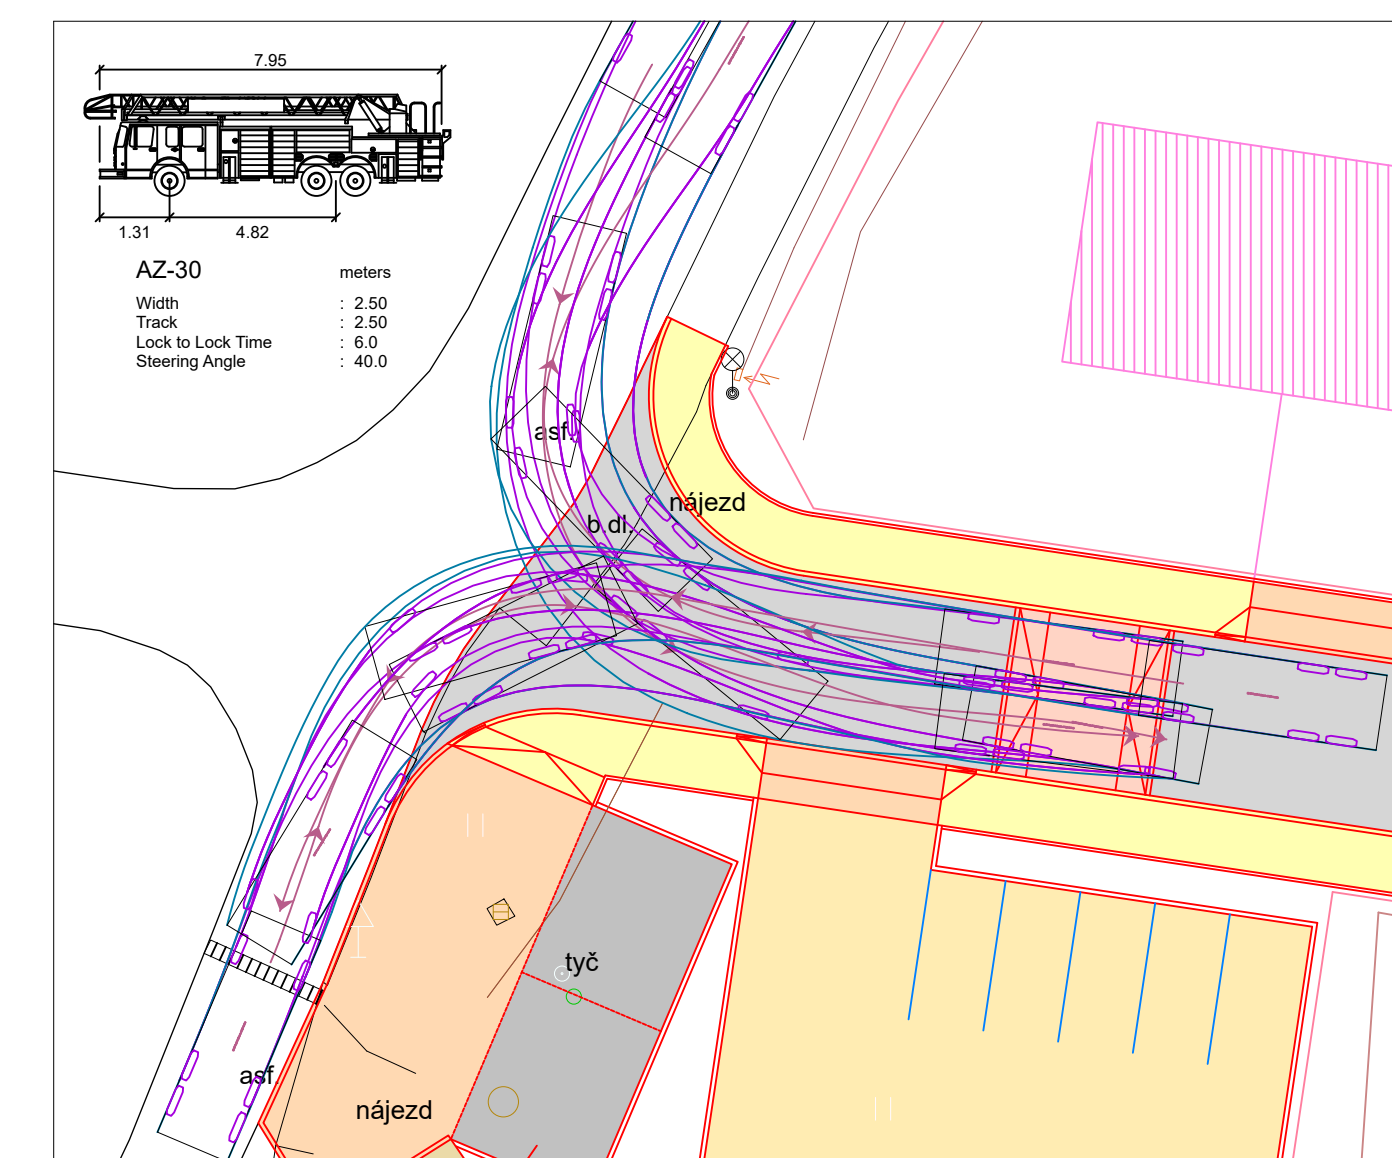 7.95
1.31 4.82
AZ-30 meters
Width : 2.50
Track : 2.50
Lock to Lock Time : 6.0
Steering Angle : 40.0
asf.
nájezd
b.dl.
tyč
asf.
nájezd